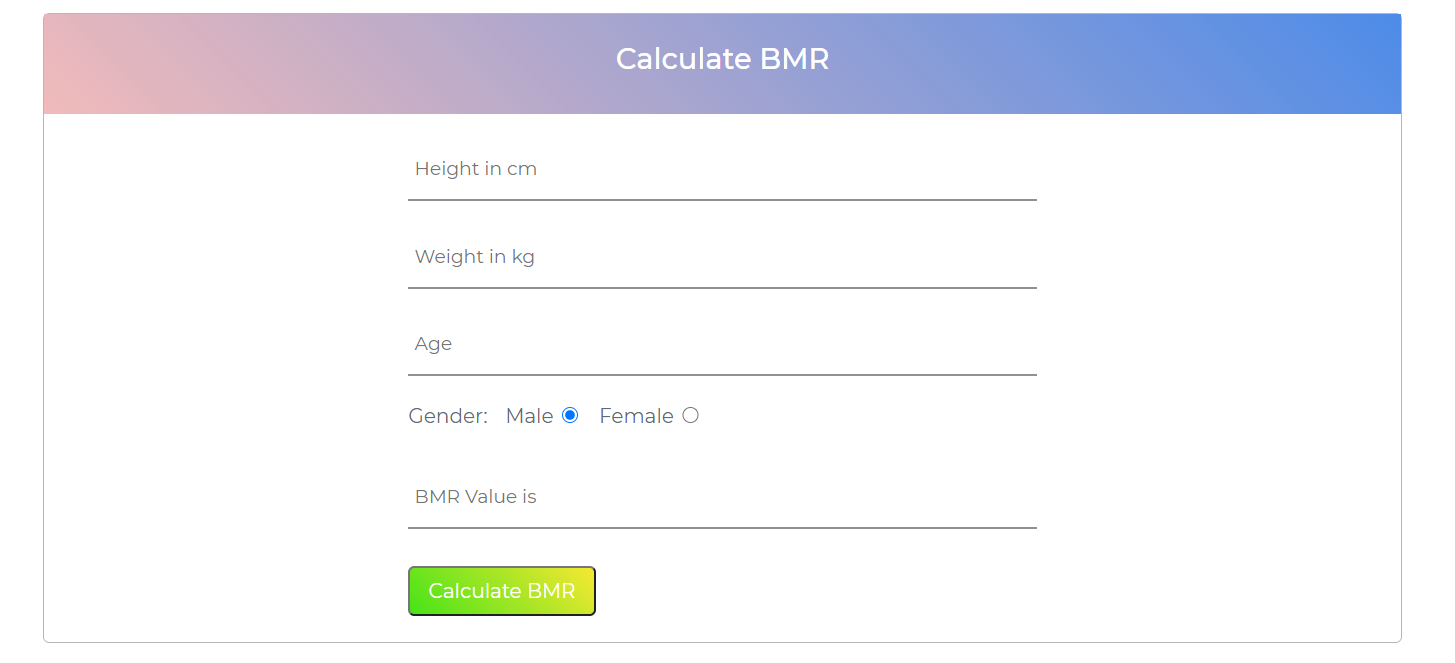 Calculate BMR
Height in cm
Weight in kg
Age
Gender: Male Female
BMR Value is
Calculate BMR